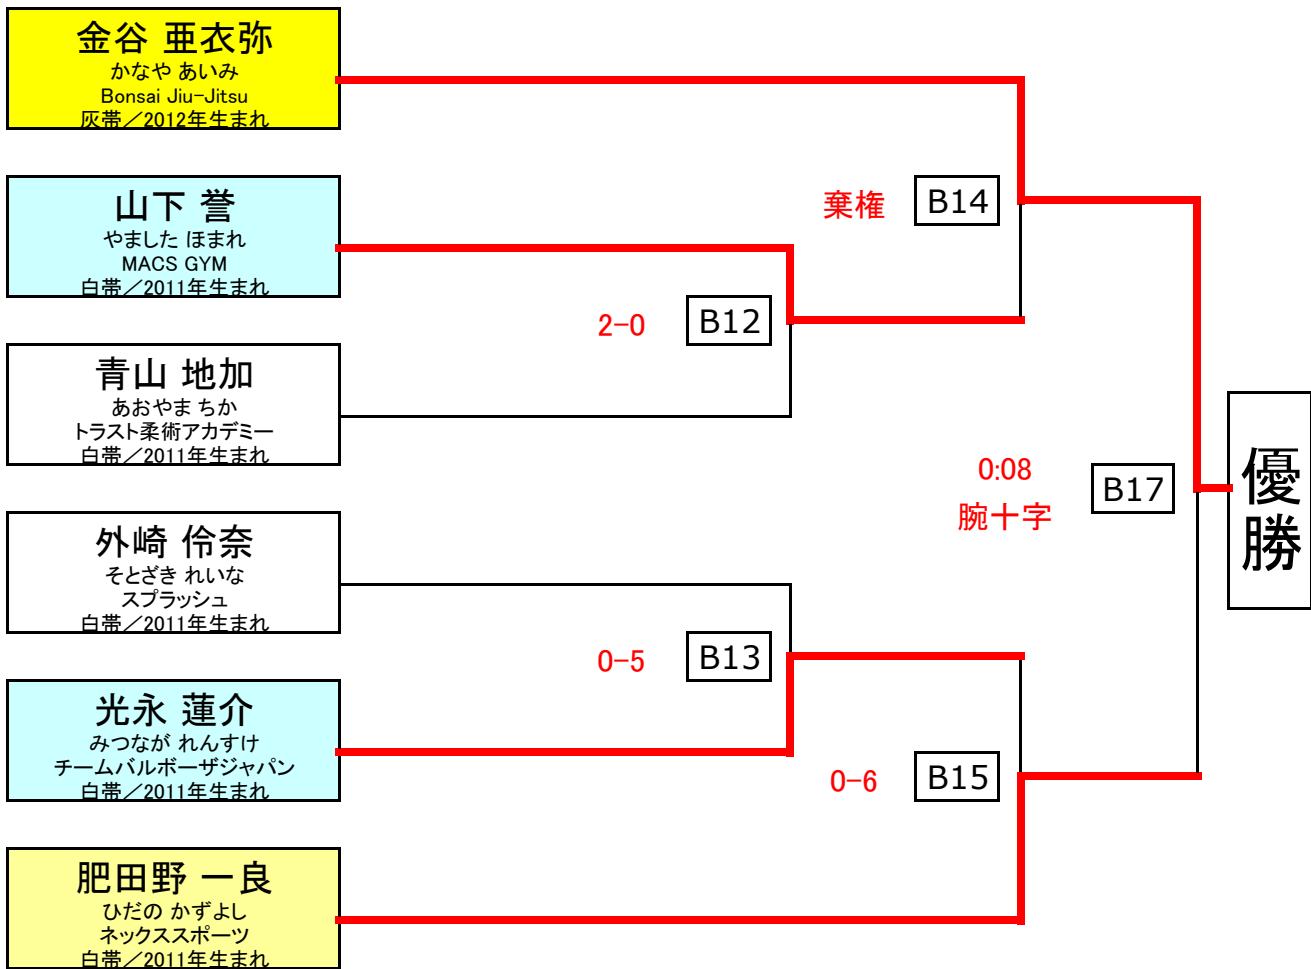 金谷 亜衣弥
かなや あいみ
Bonsai Jiu-Jitsu
灰帯／2012年生まれ
山下 誉
やました ほまれ
MACS GYM
白帯／2011年生まれ
青山 地加
あおやま ちか
トラスト柔術アカデミー
白帯／2011年生まれ
外崎 伶奈
そとざき れいな
スプラッシュ
白帯／2011年生まれ
光永 蓮介
みつなが れんすけ
チームバルボーザジャパン
白帯／2011年生まれ
肥田野 一良
ひだの かずよし
ネックススポーツ
白帯／2011年生まれ
2-0
B12
0-5
B13
棄権
B14
0-6
B15
0:08
腕十字
B17
優勝